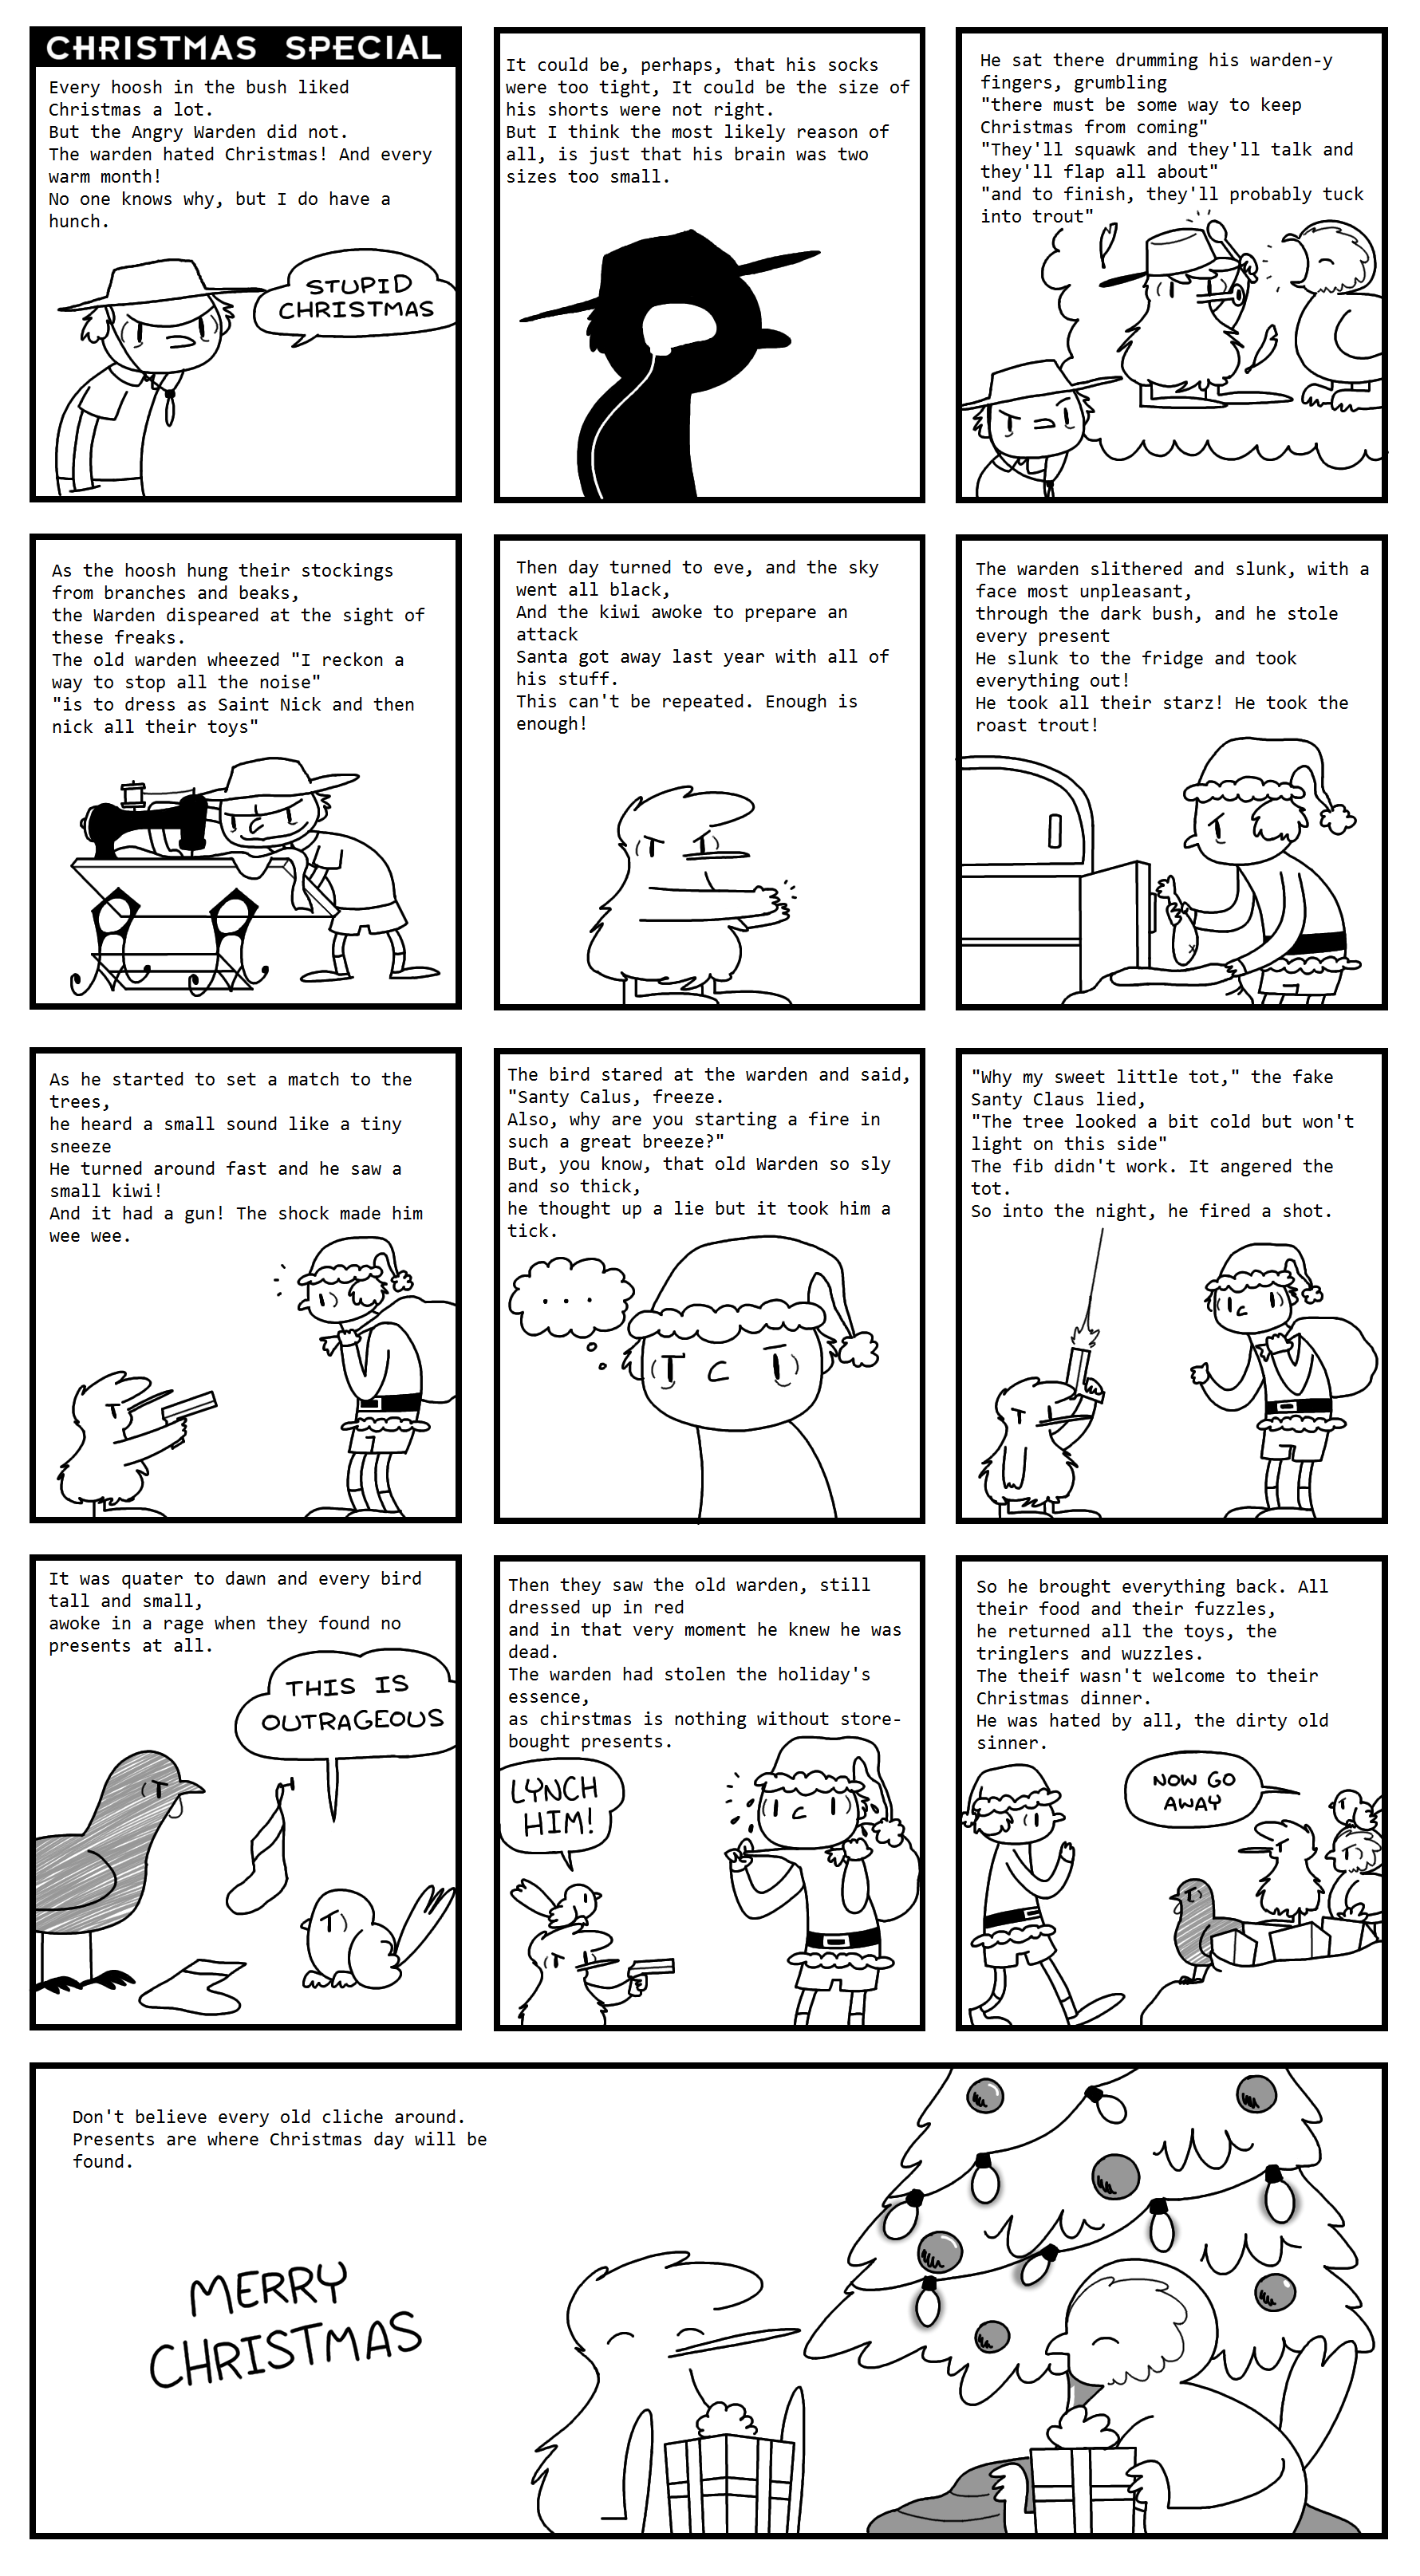 CHRISTMAS SPECIAL
Every hoosh in the bush liked
Christmas a lot.
But the Angry Warden did not.
The warden hated Christmas! And every
warm month!
No one knows why, but I do have a
hunch.
STUPID
CHRISTMAS
It could be, perhaps, that his socks
were too tight, It could be the size of
his shorts were not right.
But I think the most likely reason of
all, is just that his brain was two
sizes too small.
He sat there drumming his warden-y
fingers, grumbling
"there must be some way to keep
Christmas from coming"
"They'll squawk and they'll talk and
they'll flap all about"
"and to finish, they'll probably tuck
into trout"
As the hoosh hung their stockings
from branches and beaks,
the Warden dispeared at the sight of
these freaks.
The old warden wheezed "I reckon a
way to stop all the noise"
"is to dress as Saint Nick and then
nick all their toys"
Then day turned to eve, and the sky
went all black,
And the kiwi awoke to prepare an
attack
Santa got away last year with all of
his stuff.
This can't be repeated. Enough is
enough!
The warden slithered and slunk, with a
face most unpleasant,
through the dark bush, and he stole
every present
He slunk to the fridge and took
everything out!
He took all their starz! He took the
roast trout!
As he started to set a match to the
trees,
he heard a small sound like a tiny
sneeze
He turned around fast and he saw a
small kiwi!
And it had a gun! The shock made him
wee wee.
The bird stared at the warden and said,
"Santy Calus, freeze.
Also, why are you starting a fire in
such a great breeze?"
But, you know, that old Warden so sly
and so thick,
he thought up a lie but it took him a
tick.
...
"Why my sweet little tot," the fake
Santy Claus lied,
"The tree looked a bit cold but won't
light on this side"
The fib didn't work. It angered the
tot.
So into the night, he fired a shot.
It was quater to dawn and every bird
tall and small,
awoke in a rage when they found no
presents at all.
THIS IS
OUTRAGEOUS
Then they saw the old warden, still
dressed up in red
and in that very moment he knew he was
dead.
The warden had stolen the holiday's
essence,
as chirstmas is nothing without store-
bought presents.
LYNCH
HIM!
So he brought everything back. All
their food and their fuzzles,
he returned all the toys, the
tringlers and wuzzles.
The theif wasn't welcome to their
Christmas dinner.
He was hated by all, the dirty old
sinner.
NOW GO
AWAY
Don't believe every old cliche around.
Presents are where Christmas day will be
found.
MERRY
CHRISTMAS